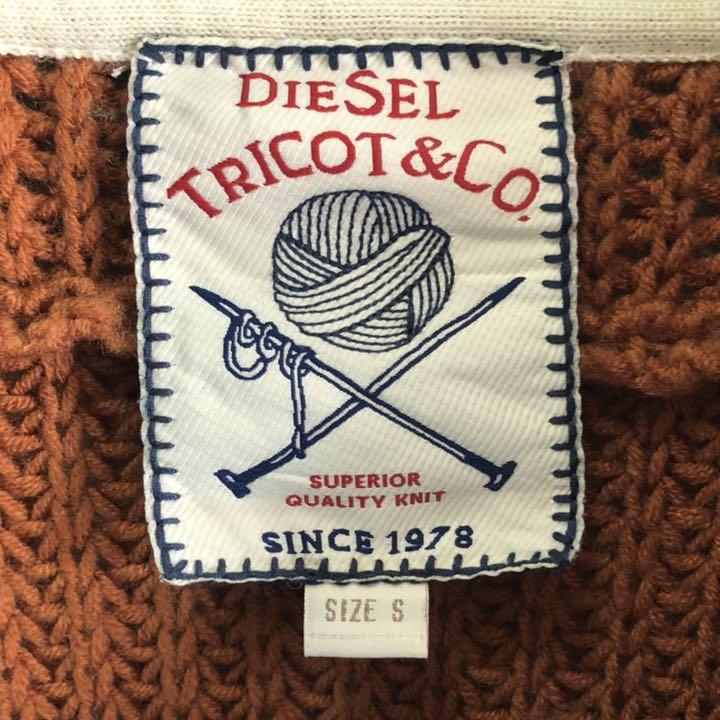 DIESEL
TRICOT & CO.
SUPERIOR
QUALITY KNIT
SINCE 1978
SIZE S